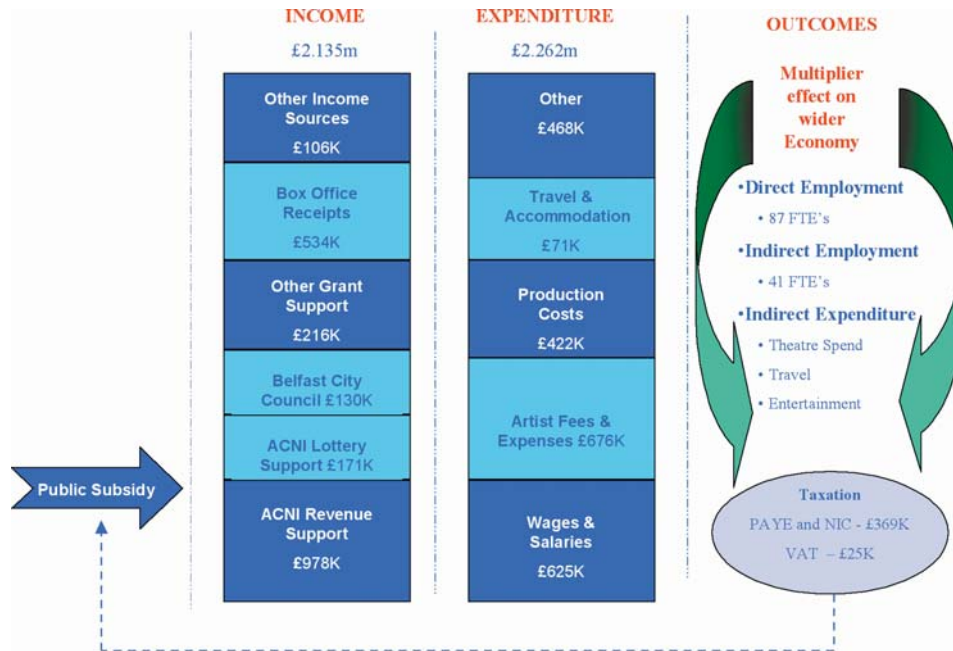 INCOME
£2.135m
Other Income
Sources
£106K
Box Office
Receipts
£534K
Other Grant
Support
£216K
Belfast City
Council £130K
ACNI Lottery
Support £171K
ACNI Revenue
Support
£978K
Public Subsidy
EXPENDITURE
£2.262m
Other
£468K
Travel &
Accommodation
£71K
Production
Costs
£422K
Artist Fees &
Expenses £676K
Wages &
Salaries
£625K
OUTCOMES
Multiplier
effect on
wider
Economy
•Direct Employment
• 87 FTE's
•Indirect Employment
• 41 FTE's
•Indirect Expenditure
• Theatre Spend
• Travel
• Entertainment
Taxation
PAYE and NIC - £369K
VAT – £25K